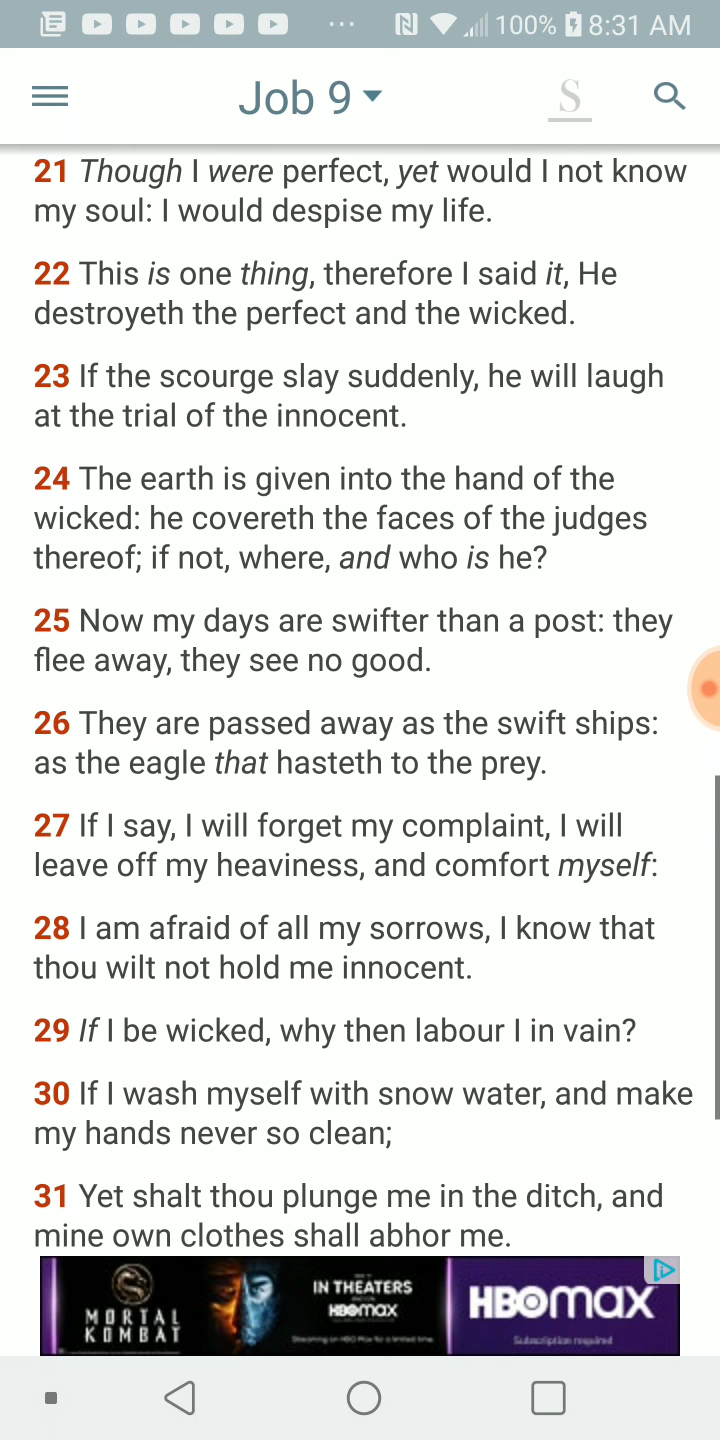 100% 8:31 AM
Job 9 S
21 Though I were perfect, yet would I not know
my soul: I would despise my life.
22 This is one thing, therefore I said it, He
destroyeth the perfect and the wicked.
23 If the scourge slay suddenly, he will laugh
at the trial of the innocent.
24 The earth is given into the hand of the
wicked: he covereth the faces of the judges
thereof; if not, where, and who is he?
25 Now my days are swifter than a post: they
flee away, they see no good.
26 They are passed away as the swift ships:
as the eagle that hasteth to the prey.
27 If I say, I will forget my complaint, I will
leave off my heaviness, and comfort myself:
28 I am afraid of all my sorrows, I know that
thou wilt not hold me innocent.
29 If I be wicked, why then labour I in vain?
30 If I wash myself with snow water, and make
my hands never so clean;
31 Yet shalt thou plunge me in the ditch, and
mine own clothes shall abhor me.
MORTAL
KOMBAT
IN THEATERS
HBOMAX
Streaming on HBO Max for a limited time.
HBOMAX
Subscription required